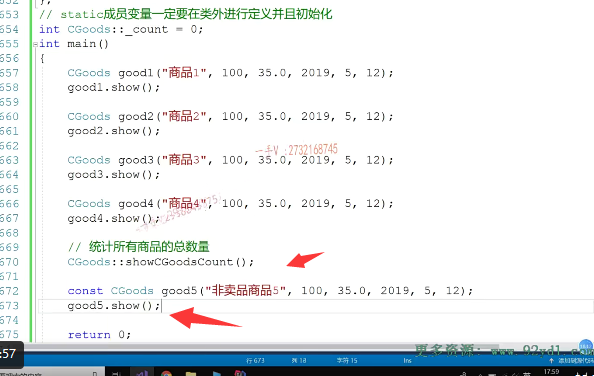 652 };
653 // static成员变量一定要在类外进行定义并且初始化
654 int CGoods::_count = 0;
655 int main()
656 {
657 CGoods good1("商品1", 100, 35.0, 2019, 5, 12);
658 good1.show();
659
660 CGoods good2("商品2", 100, 35.0, 2019, 5, 12);
661 good2.show();
662
663 CGoods good3("商品3", 100, 35.0, 2019, 5, 12);
664 good3.show();
665
666 CGoods good4("商品4", 100, 35.0, 2019, 5, 12);
667 good4.show();
668
669 // 统计所有商品的总数量
670 CGoods::showCGoodsCount();
671
672 const CGoods good5("非卖品商品5", 100, 35.0, 2019, 5, 12);
673 good5.show();
674
675 return 0;
一手V：2732168745
:57
更多资源：www.92xdl.com
行 673
列 18
字符 15
Ins
17:59